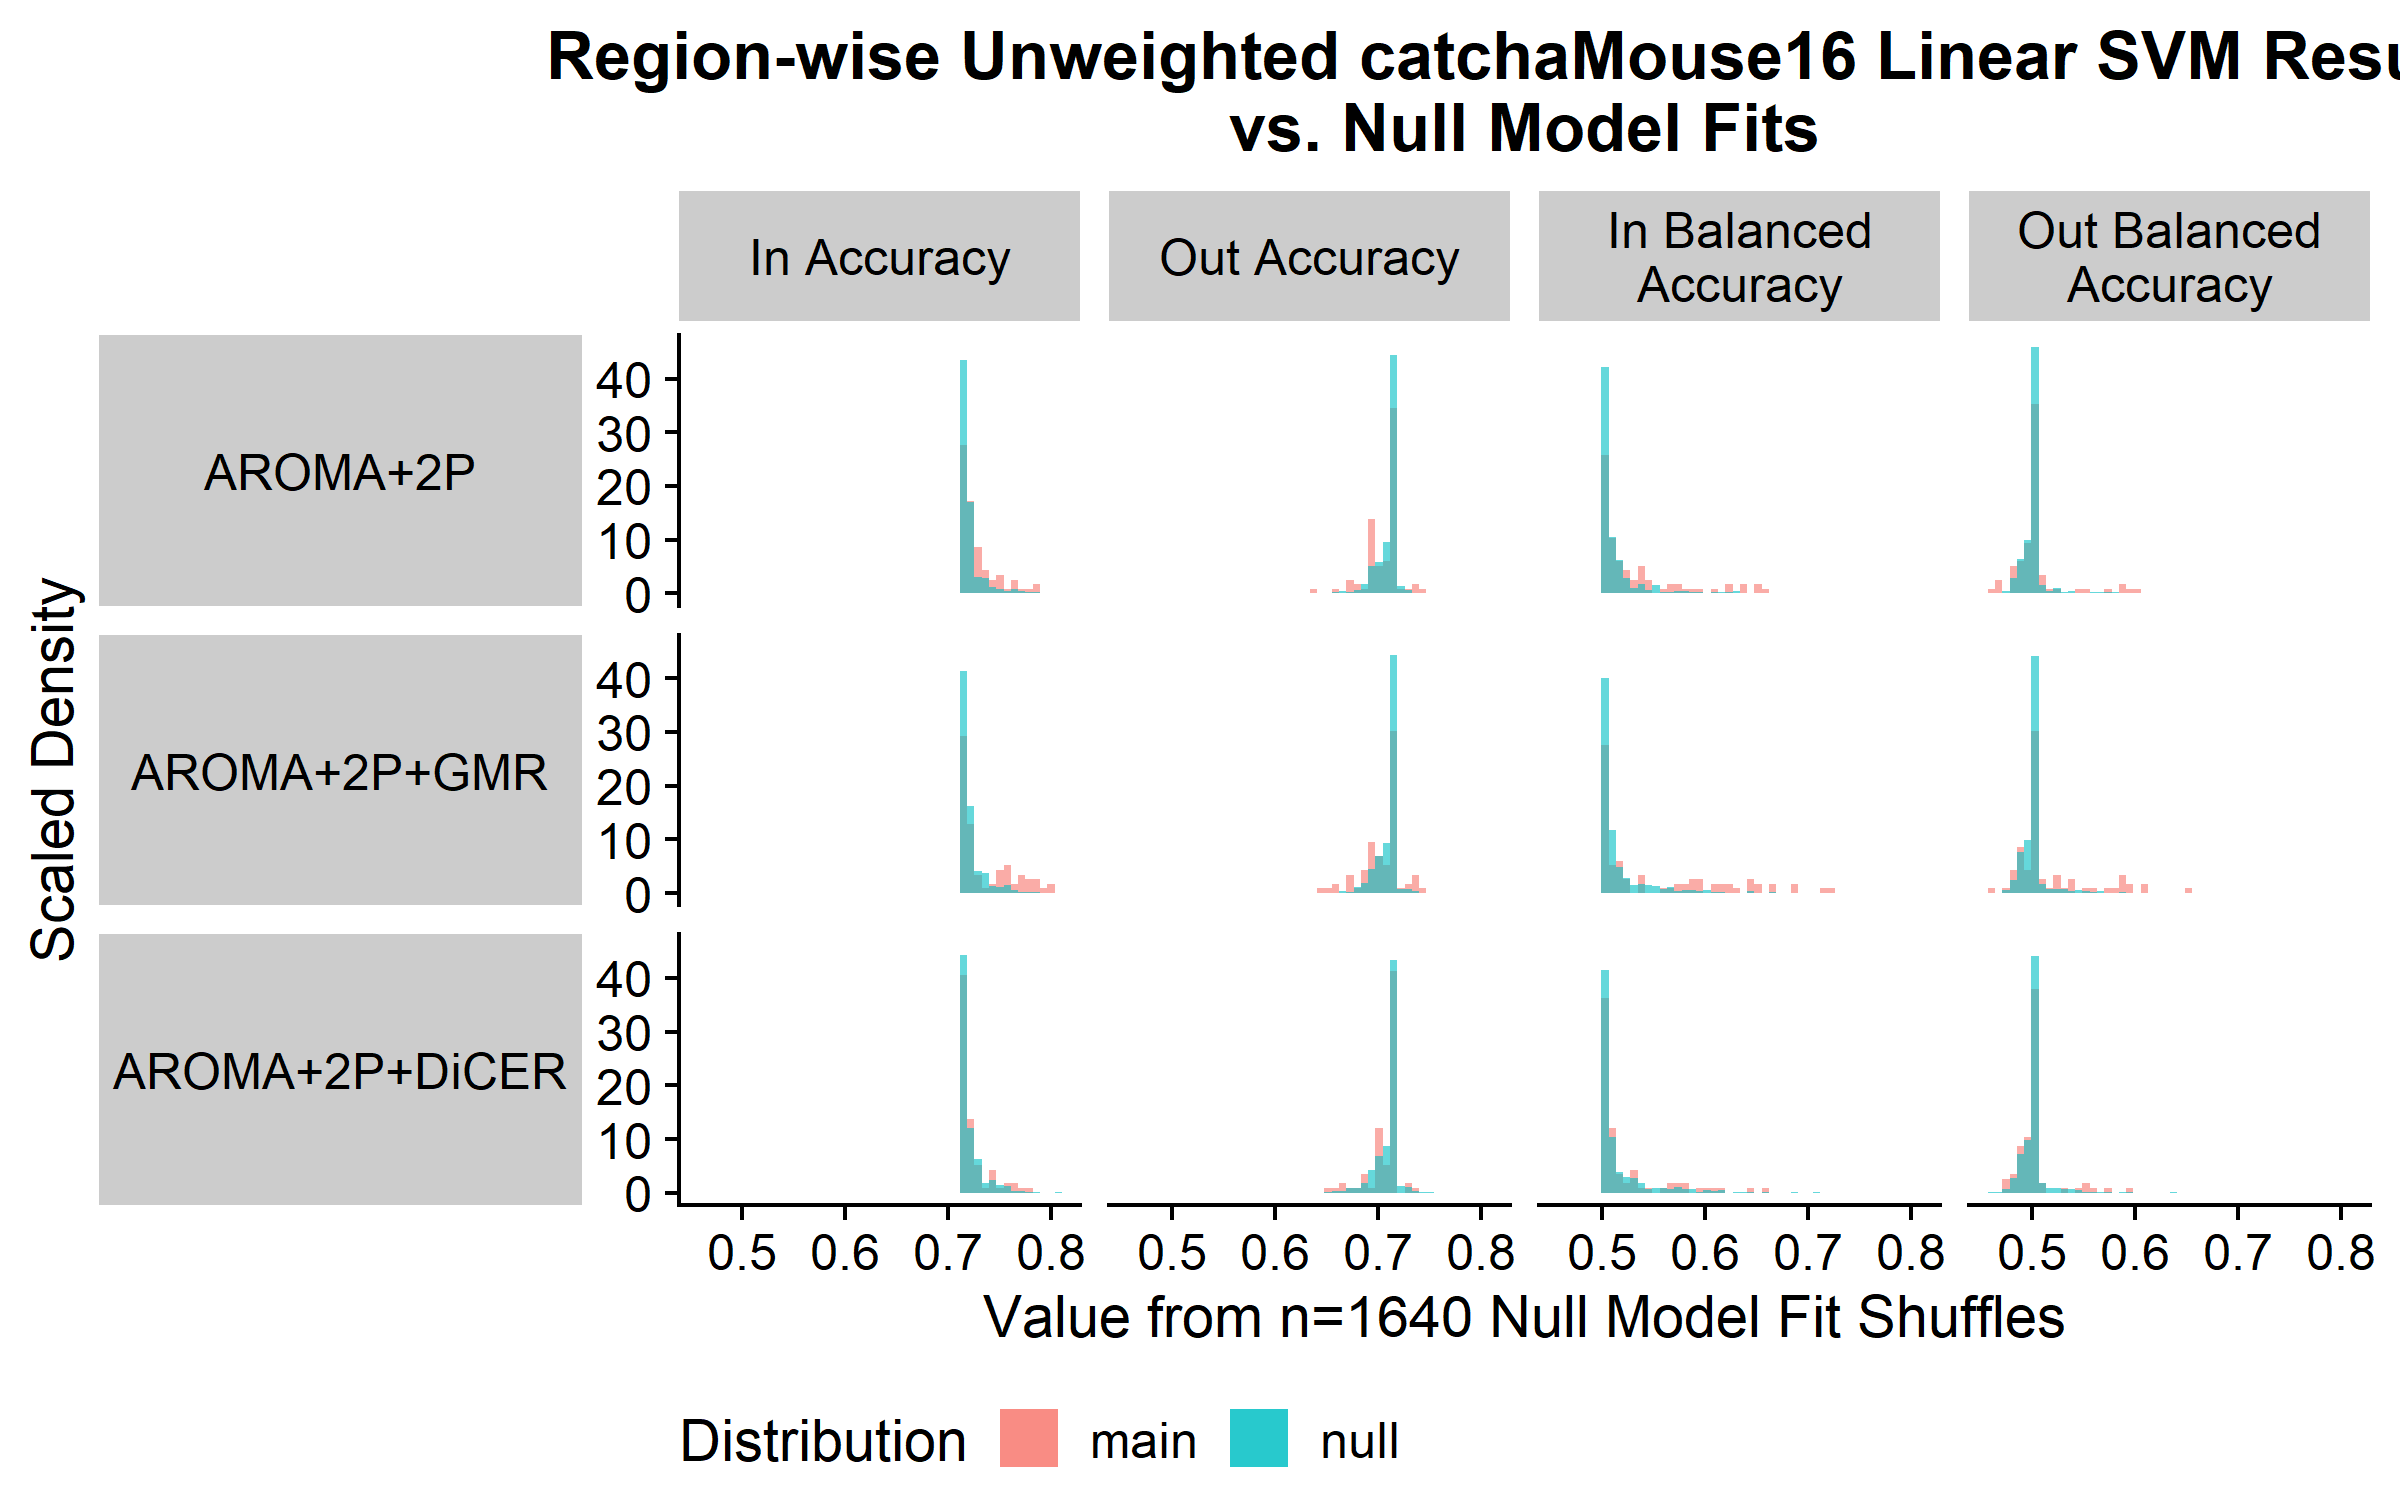 Region-wise Unweighted catchaMouse16 Linear SVM Resu
vs. Null Model Fits
In Accuracy
Out Accuracy
In Balanced
Accuracy
Out Balanced
Accuracy
Scaled Density
AROMA+2P
40
30
20
10
0
AROMA+2P+GMR
40
30
20
10
0
AROMA+2P+DiCER
40
30
20
10
0
0.5 0.6 0.7 0.8
0.5 0.6 0.7 0.8
0.5 0.6 0.7 0.8
0.5 0.6 0.7 0.8
Value from n=1640 Null Model Fit Shuffles
Distribution main null